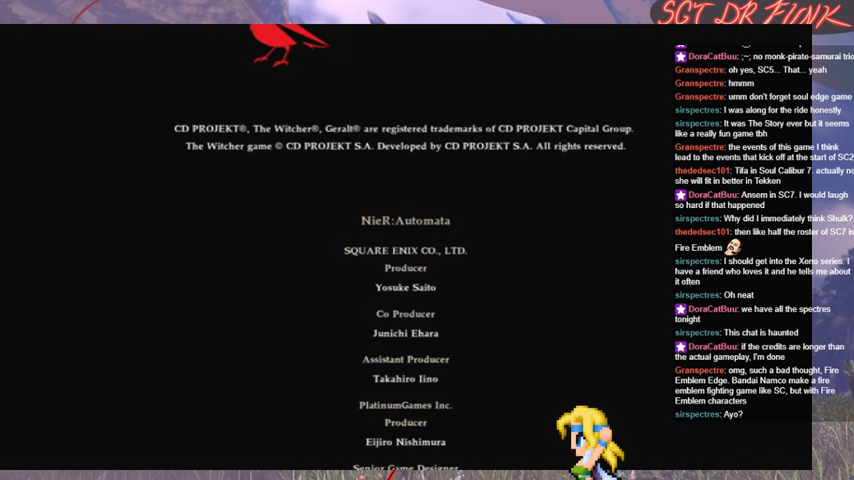 SGT DR FUNK
CD PROJEKT®, The Witcher®, Geralt® are registered trademarks of CD PROJEKT Capital Group.
The Witcher game © CD PROJEKT S.A. Developed by CD PROJEKT S.A. All rights reserved.
NieR:Automata
SQUARE ENIX CO., LTD.
Producer
Yosuke Saito
Co Producer
Junichi Ehara
Assistant Producer
Takahiro Iino
PlatinumGames Inc.
Producer
Eijiro Nishimura
Senior Game Designer
DoraCatBuu: ;~; no monk-pirate-samurai trio
Granspectre: oh yes, SC5... That... yeah
Granspectre: hmmm
Granspectre: umm don't forget soul edge game
sirspectres: I was along for the ride honestly
sirspectres: It was The Story ever but it seems
like a really fun game tbh
Granspectre: the events of this game I think
lead to the events that kick off at the start of SC2
thededsec101: Tifa in Soul Calibur 7. actually no
she will fit in better in Tekken
DoraCatBuu: Ansem in SC7. I would laugh
so hard if that happened
sirspectres: Why did I immediately think Shulk?
thededsec101: then like half the roster of SC7 is
Fire Emblem
sirspectres: I should get into the Xeno series. I
have a friend who loves it and he tells me about
it often
sirspectres: Oh neat
DoraCatBuu: we have all the spectres
tonight
sirspectres: This chat is haunted
DoraCatBuu: if the credits are longer than
the actual gameplay, I'm done
Granspectre: omg, such a bad thought, Fire
Emblem Edge. Bandai Namco make a fire
emblem fighting game like SC, but with Fire
Emblem characters
sirspectres: Ayo?